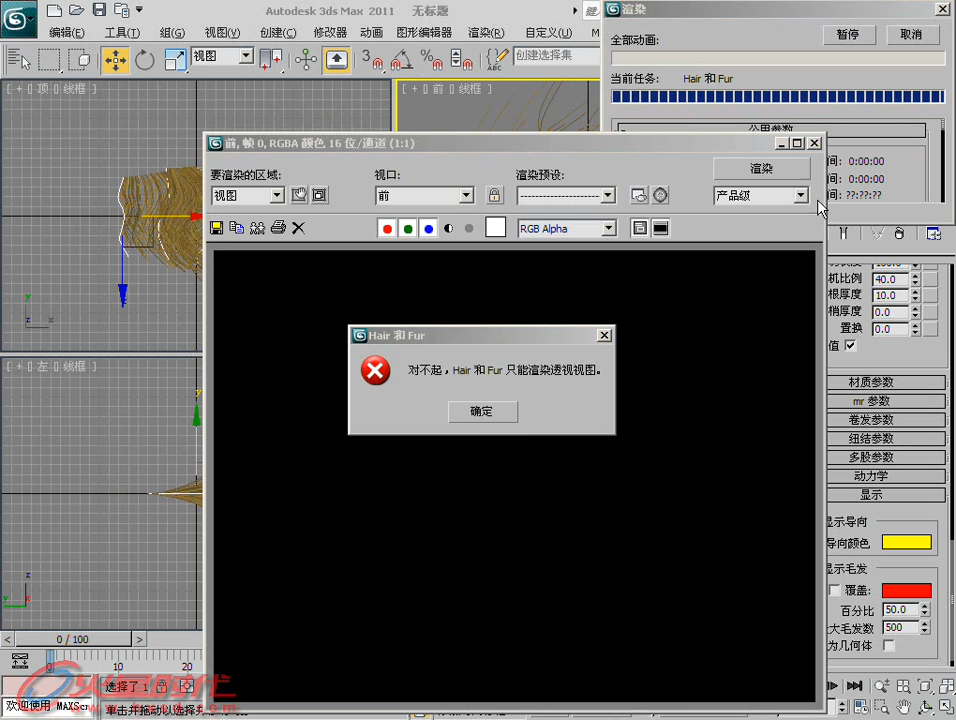 Autodesk 3ds Max 2011 无标题
编辑(E) 工具(T) 组(G) 视图(V) 创建(C) 修改器 动画 图形编辑器 渲染(R) 自定义(U)
视图
创建选择集
渲染
全部动画:
暂停
取消
当前任务: Hair 和 Fur
公用参数
间: 0:00:00
间: 0:00:00
间: ??:??:??
[ + [] 顶 [] 线框 ]
[ + [] 前 [] 线框 ]
前, 帧 0, RGBA 颜色 16 位/通道 (1:1)
要渲染的区域:
视口:
渲染预设:
渲染
视图
前
产品级
RGB Alpha
Hair 和 Fur
对不起，Hair 和 Fur 只能渲染透视视图。
确定
[ + [] 左 [] 线框 ]
机比例 40.0
根厚度 10.0
梢厚度 0.0
置换 0.0
值
材质参数
mr 参数
卷发参数
纽结参数
多股参数
动力学
显示
显示导向
导向颜色
显示毛发
覆盖:
百分比 50.0
大毛发数 500
为几何体
0 / 100
0 10 20
火星时代
选择了 1
欢迎使用 MAXScr
单击并拖动以选择并